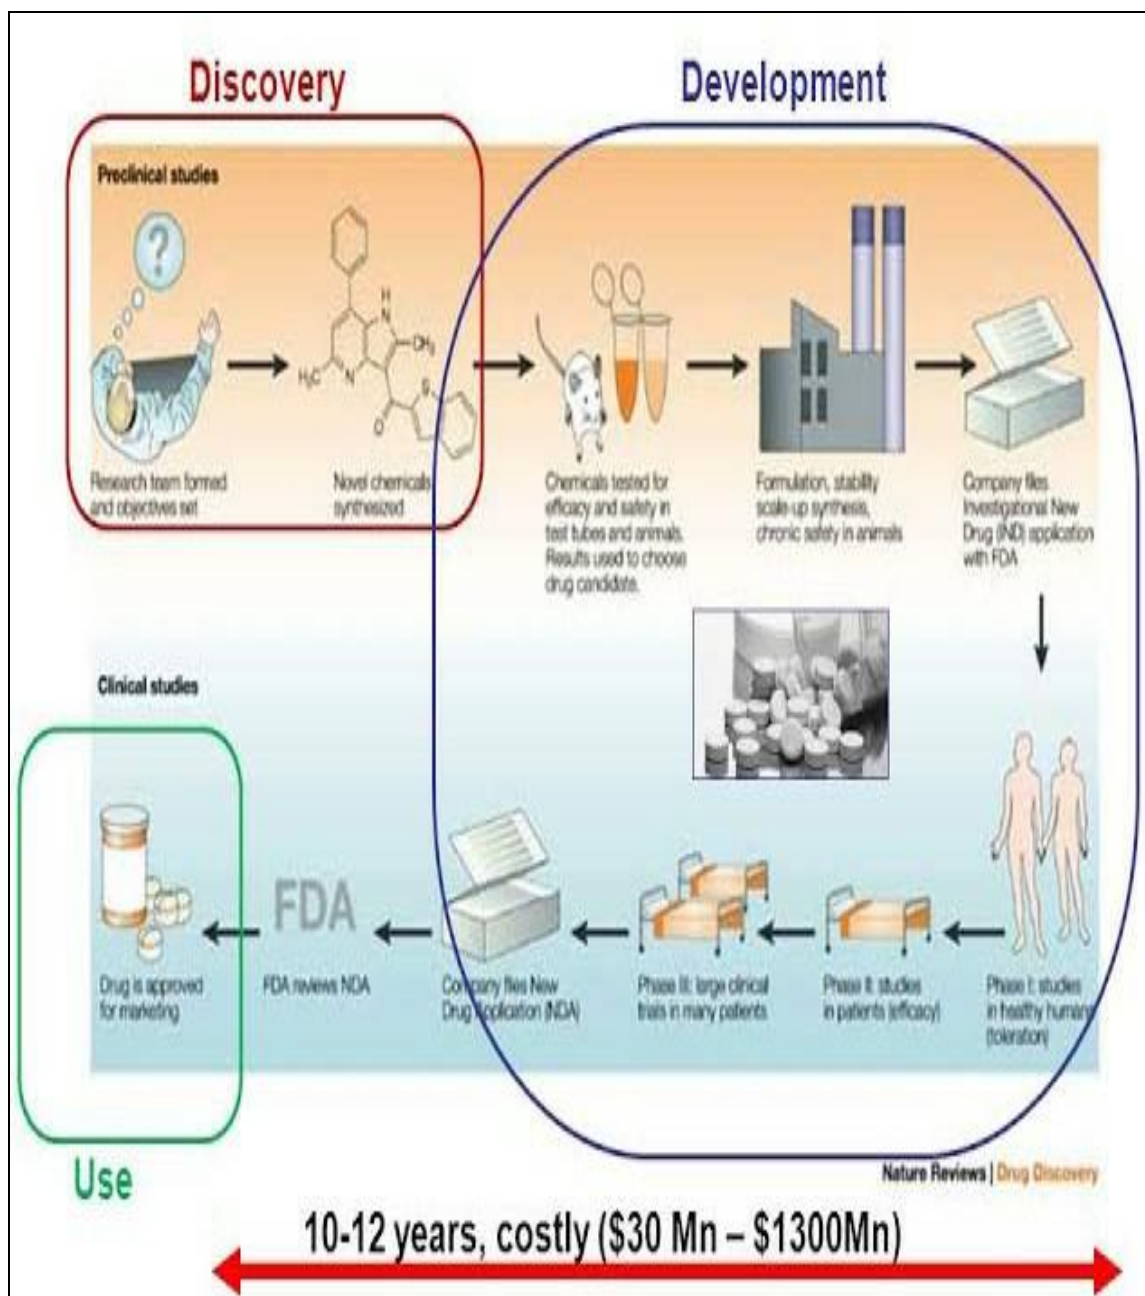 Discovery
Development
Preclinical studies
?
H
N
CH₃
H₃C
N
S
O
Research team formed
and objectives set
Novel chemicals
synthesized
Chemicals tested for
efficacy and safety in
test tubes and animals.
Results used to choose
drug candidate.
Formulation, stability
scale-up synthesis,
chronic safety in animals
Company files
Investigational New
Drug (IND) application
with FDA
Clinical studies
Drug is approved
for marketing
FDA
FDA reviews NDA
Company files New
Drug Application (NDA)
Phase III: large clinical
trials in many patients
Phase II: studies
in patients (efficacy)
Phase I: studies
in healthy humans
(toleration)
Nature Reviews | Drug Discovery
Use
10-12 years, costly ($30 Mn – $1300Mn)